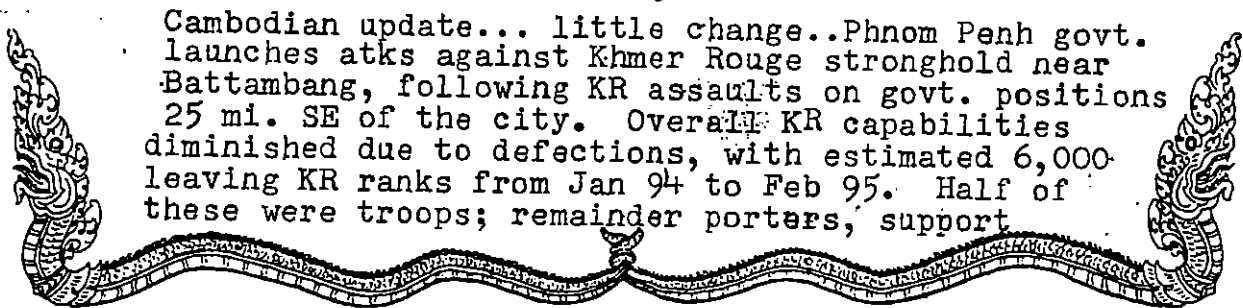 Cambodian update... little change..Phnom Penh govt.
launches atks against Khmer Rouge stronghold near
Battambang, following KR assaults on govt. positions
25 mi. SE of the city. Overall KR capabilities
diminished due to defections, with estimated 6,000
leaving KR ranks from Jan 94 to Feb 95. Half of
these were troops; remainder porters, support